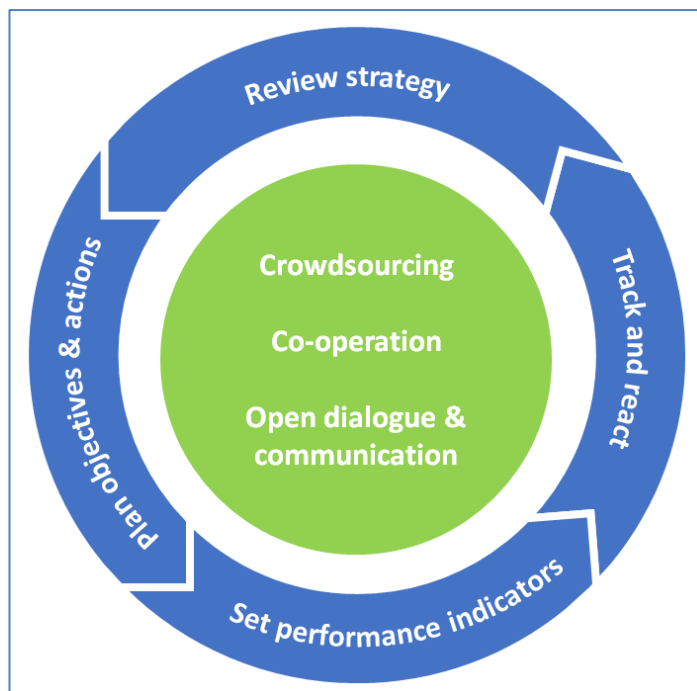 Review strategy
Track and react
Set performance indicators
Plan objectives & actions
Crowdsourcing
Co-operation
Open dialogue &
communication